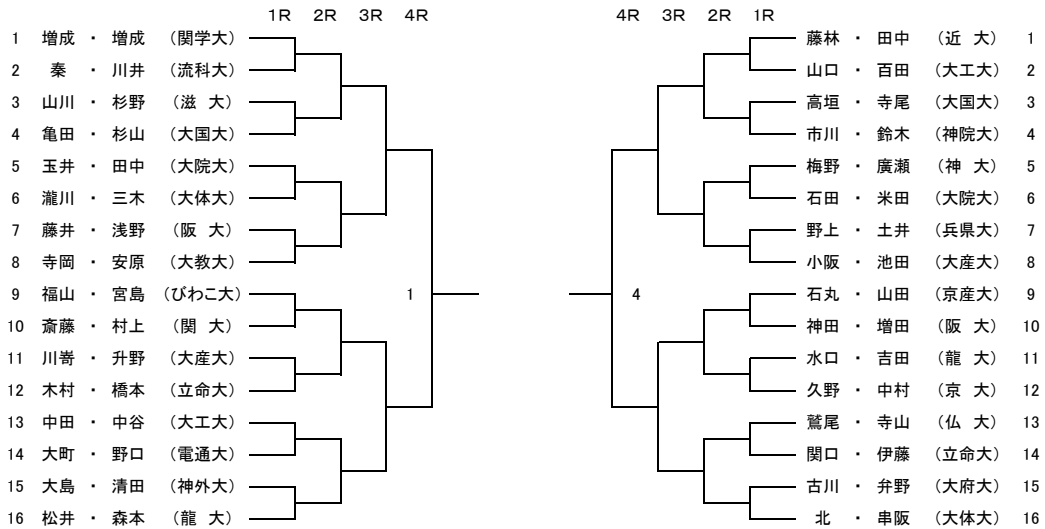 1R 2R 3R 4R
1 増成 ・ 増成 (関学大)
2 秦 ・ 川井 (流科大)
3 山川 ・ 杉野 (滋 大)
4 亀田 ・ 杉山 (大国大)
5 玉井 ・ 田中 (大院大)
6 瀧川 ・ 三木 (大体大)
7 藤井 ・ 浅野 (阪 大)
8 寺岡 ・ 安原 (大教大)
9 福山 ・ 宮島 (びわこ大)
1
10 斎藤 ・ 村上 (関 大)
11 川嵜 ・ 升野 (大産大)
12 木村 ・ 橋本 (立命大)
13 中田 ・ 中谷 (大工大)
14 大町 ・ 野口 (電通大)
15 大島 ・ 清田 (神外大)
16 松井 ・ 森本 (龍 大)
4R 3R 2R 1R
藤林 ・ 田中 (近 大) 1
山口 ・ 百田 (大工大) 2
高垣 ・ 寺尾 (大国大) 3
市川 ・ 鈴木 (神院大) 4
梅野 ・ 廣瀬 (神 大) 5
石田 ・ 米田 (大院大) 6
野上 ・ 土井 (兵県大) 7
小阪 ・ 池田 (大産大) 8
4
石丸 ・ 山田 (京産大) 9
神田 ・ 増田 (阪 大) 10
水口 ・ 吉田 (龍 大) 11
久野 ・ 中村 (京 大) 12
鷲尾 ・ 寺山 (仏 大) 13
関口 ・ 伊藤 (立命大) 14
古川 ・ 弁野 (大府大) 15
北 ・ 串阪 (大体大) 16